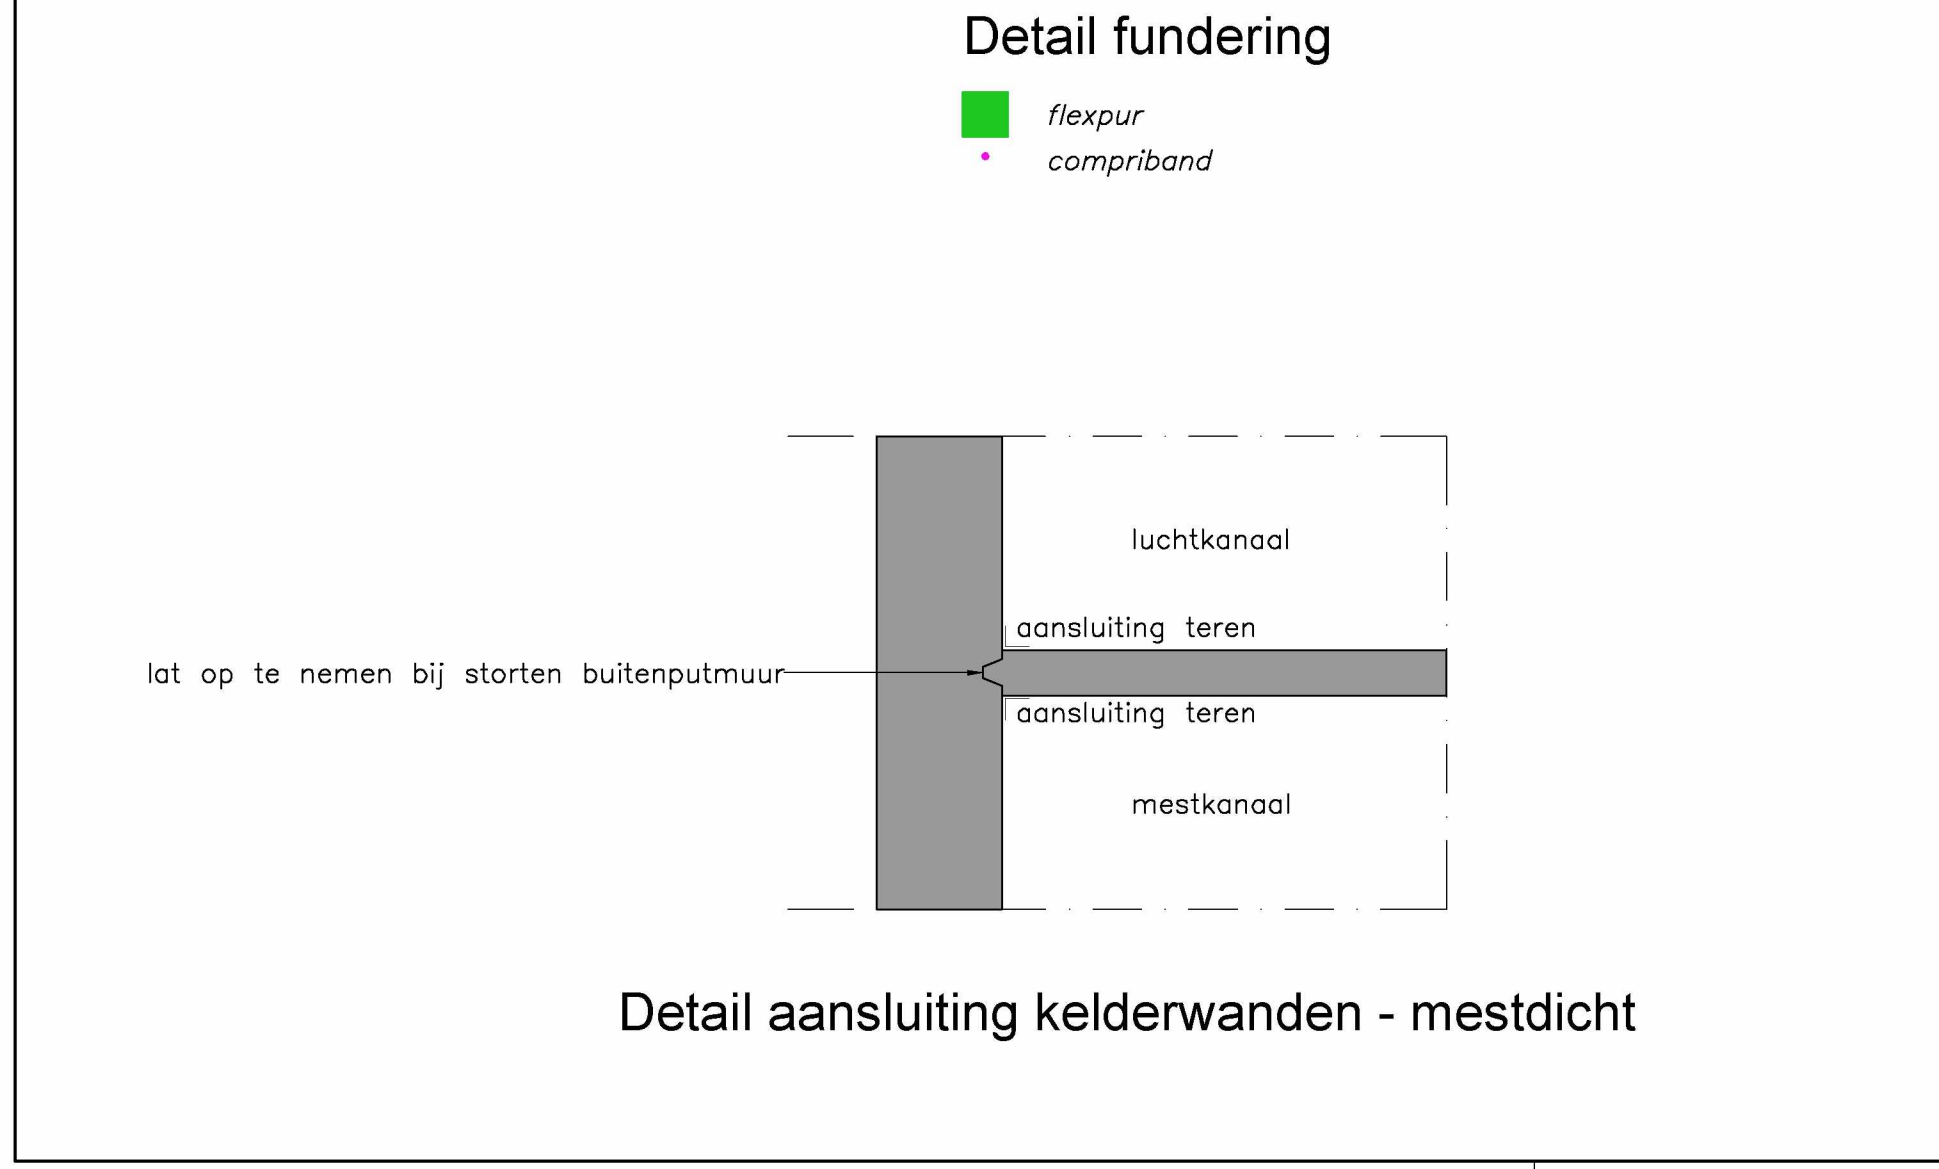 Detail fundering
flexpur
compriband
luchtkanaal
aansluiting teren
lat op te nemen bij storten buitenputmuur
aansluiting teren
mestkanaal
Detail aansluiting kelderwanden - mestdicht